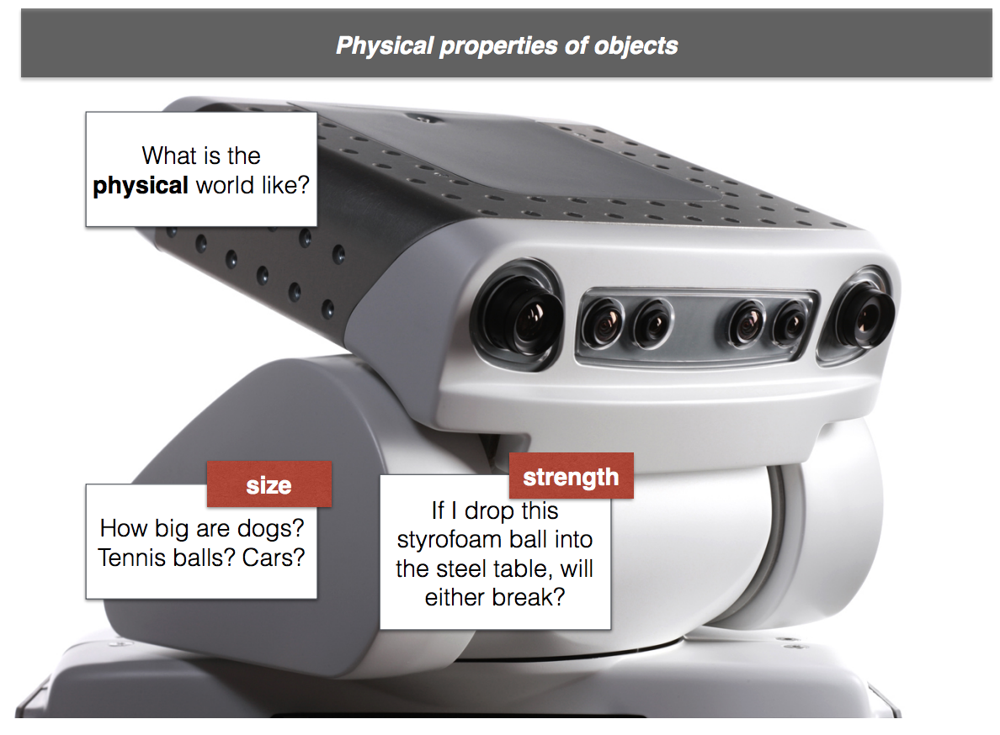 Physical properties of objects
What is the
physical world like?
size
How big are dogs?
Tennis balls? Cars?
strength
If I drop this
styrofoam ball into
the steel table, will
either break?